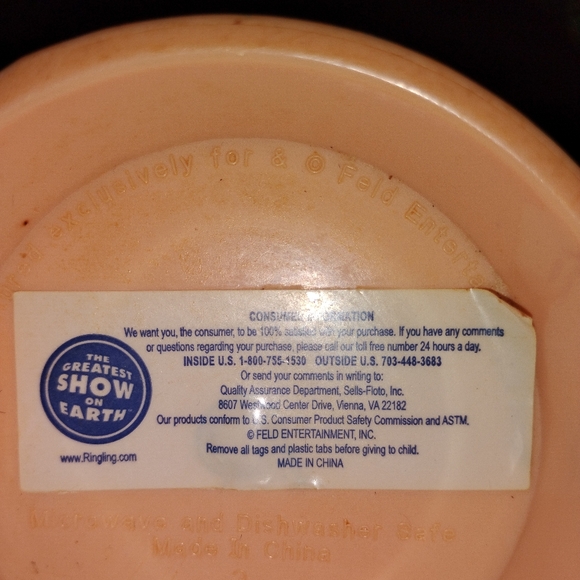 exclusively for & © Feld Enter
CONSUMER INFORMATION
We want you, the consumer, to be 100% satisfied with your purchase. If you have any comments
or questions regarding your purchase, please call our toll free number 24 hours a day.
INSIDE U.S. 1-800-755-1530 OUTSIDE U.S. 703-448-3683
Or send your comments in writing to:
Quality Assurance Department, Sells-Floto, Inc.
8607 Westwood Center Drive, Vienna, VA 22182
Our products conform to U.S. Consumer Product Safety Commission and ASTM.
© FELD ENTERTAINMENT, INC.
Remove all tags and plastic tabs before giving to child.
MADE IN CHINA
THE
GREATEST
SHOW
ON
EARTH™
www.Ringling.com
Microwave and Dishwasher Safe
Made In China